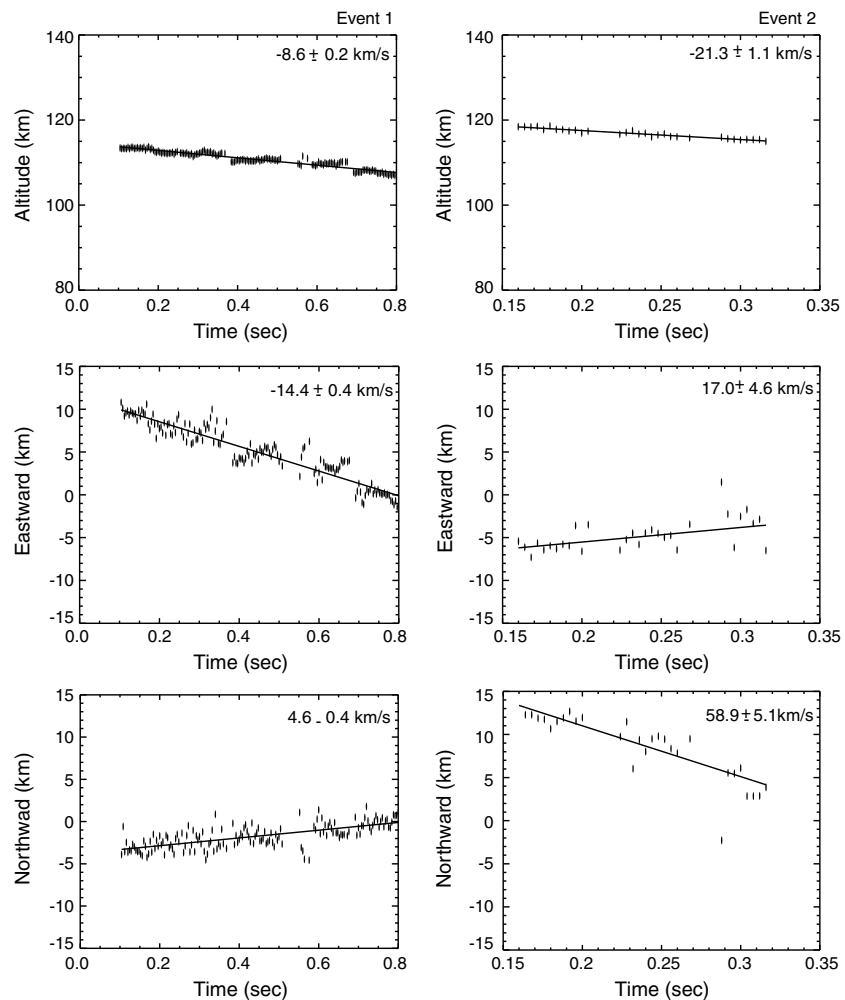 Event 1
Event 2
140
120
100
80
Altitude (km)
-8.6 ± 0.2 km/s
0.0 0.2 0.4 0.6 0.8
Time (sec)
140
120
100
80
Altitude (km)
-21.3 ± 1.1 km/s
0.15 0.2 0.25 0.3 0.35
Time (sec)
15
10
5
0
-5
-10
-15
Eastward (km)
-14.4 ± 0.4 km/s
0.0 0.2 0.4 0.6 0.8
Time (sec)
15
10
5
0
-5
-10
-15
Eastward (km)
17.0 ± 4.6 km/s
0.15 0.2 0.25 0.3 0.35
Time (sec)
15
10
5
0
-5
-10
-15
Northwad (km)
4.6 - 0.4 km/s
0.0 0.2 0.4 0.6 0.8
Time (sec)
15
10
5
0
-5
-10
-15
Northward (km)
58.9±5.1km/s
0.15 0.2 0.25 0.3 0.35
Time (sec)